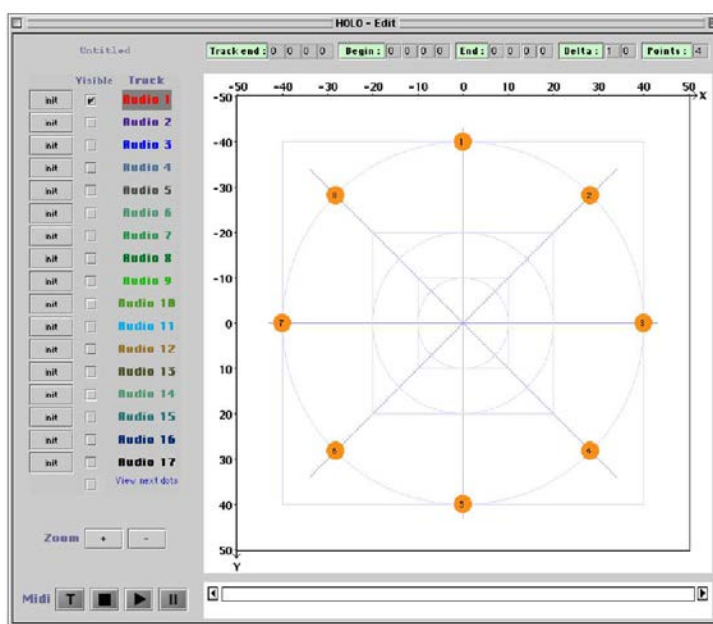 HOLO - Edit
Untitled
Track end : 0 0 0 0 Begin : 0 0 0 0 End : 0 0 0 0 Delta : 1 0 Points : 4
Visible Track
init Audio 1
init Audio 2
init Audio 3
init Audio 4
init Audio 5
init Audio 6
init Audio 7
init Audio 8
init Audio 9
init Audio 10
init Audio 11
init Audio 12
init Audio 13
init Audio 14
init Audio 15
init Audio 16
init Audio 17
View next dots
Zoom + -
Midi T
-50 -40 -30 -20 -10 0 10 20 30 40 50
X
-50
-40
-30
-20
-10
0
10
20
30
40
50
Y
1
8 2
7 3
6 4
5